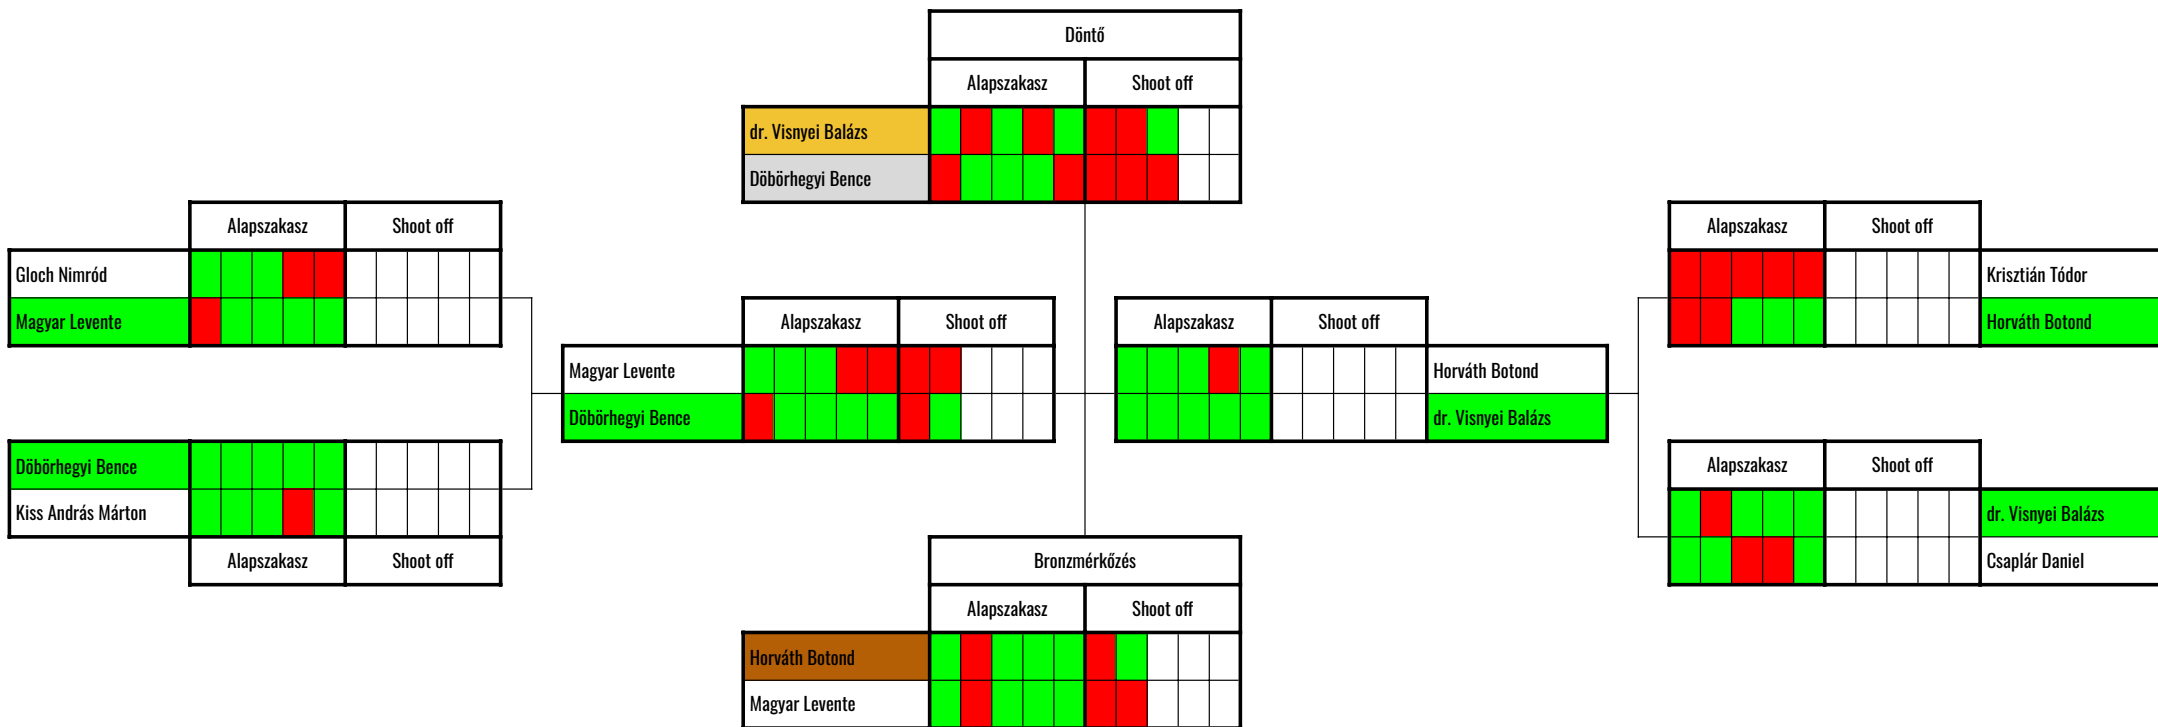 Döntő
Alapszakasz Shoot off
dr. Visnyei Balázs
Döbörhegyi Bence
Alapszakasz Shoot off
Gloch Nimród
Magyar Levente
Döbörhegyi Bence
Kiss András Márton
Alapszakasz Shoot off
Alapszakasz Shoot off
Magyar Levente
Döbörhegyi Bence
Alapszakasz Shoot off
Horváth Botond
dr. Visnyei Balázs
Alapszakasz Shoot off
Krisztián Tódor
Horváth Botond
Alapszakasz Shoot off
dr. Visnyei Balázs
Csaplár Daniel
Bronzmérkőzés
Alapszakasz Shoot off
Horváth Botond
Magyar Levente